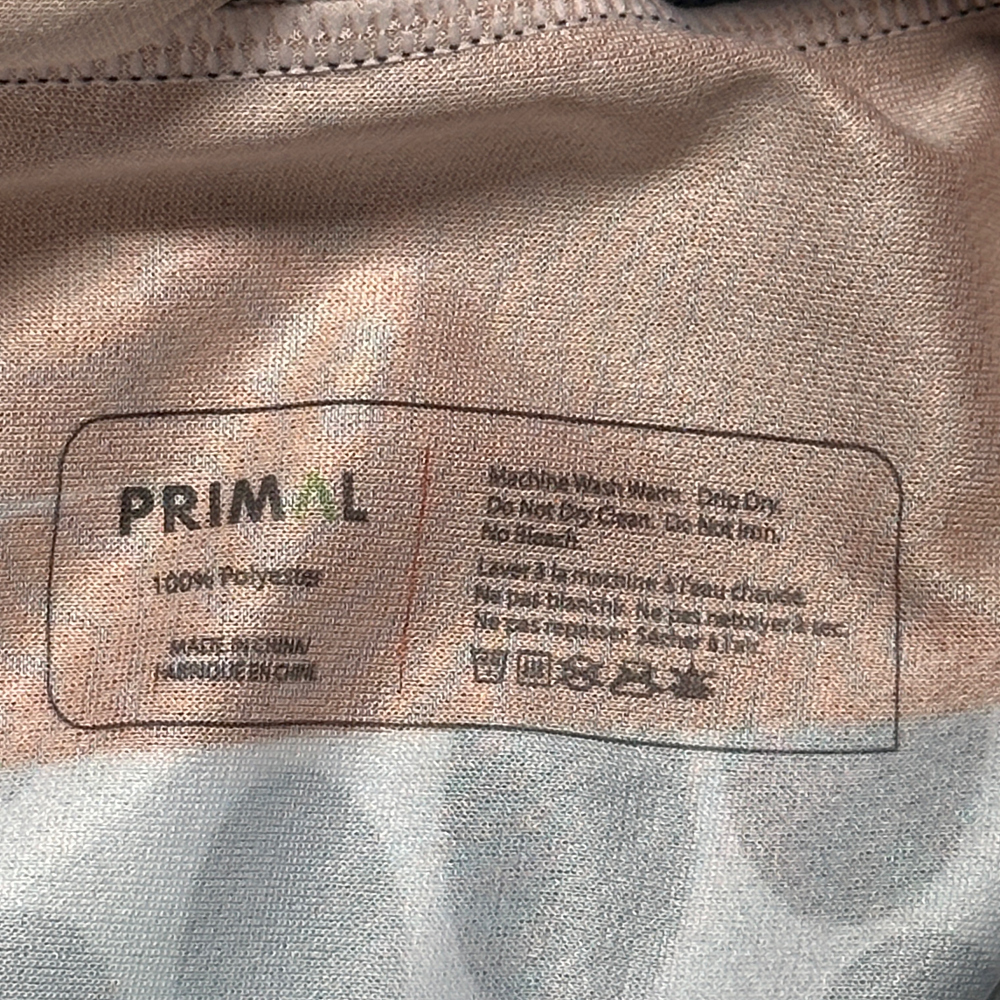 PRIMAL
100% Polyester
MADE IN CHINA/
FABRIQUÉ EN CHINE
Machine Wash Warm. Drip Dry.
Do Not Dry Clean. Do Not Iron.
No Bleach.
Laver à la machine à l'eau chaude.
Ne pas blanchir. Ne pas nettoyer à sec.
Ne pas repasser. Sécher à l'air.